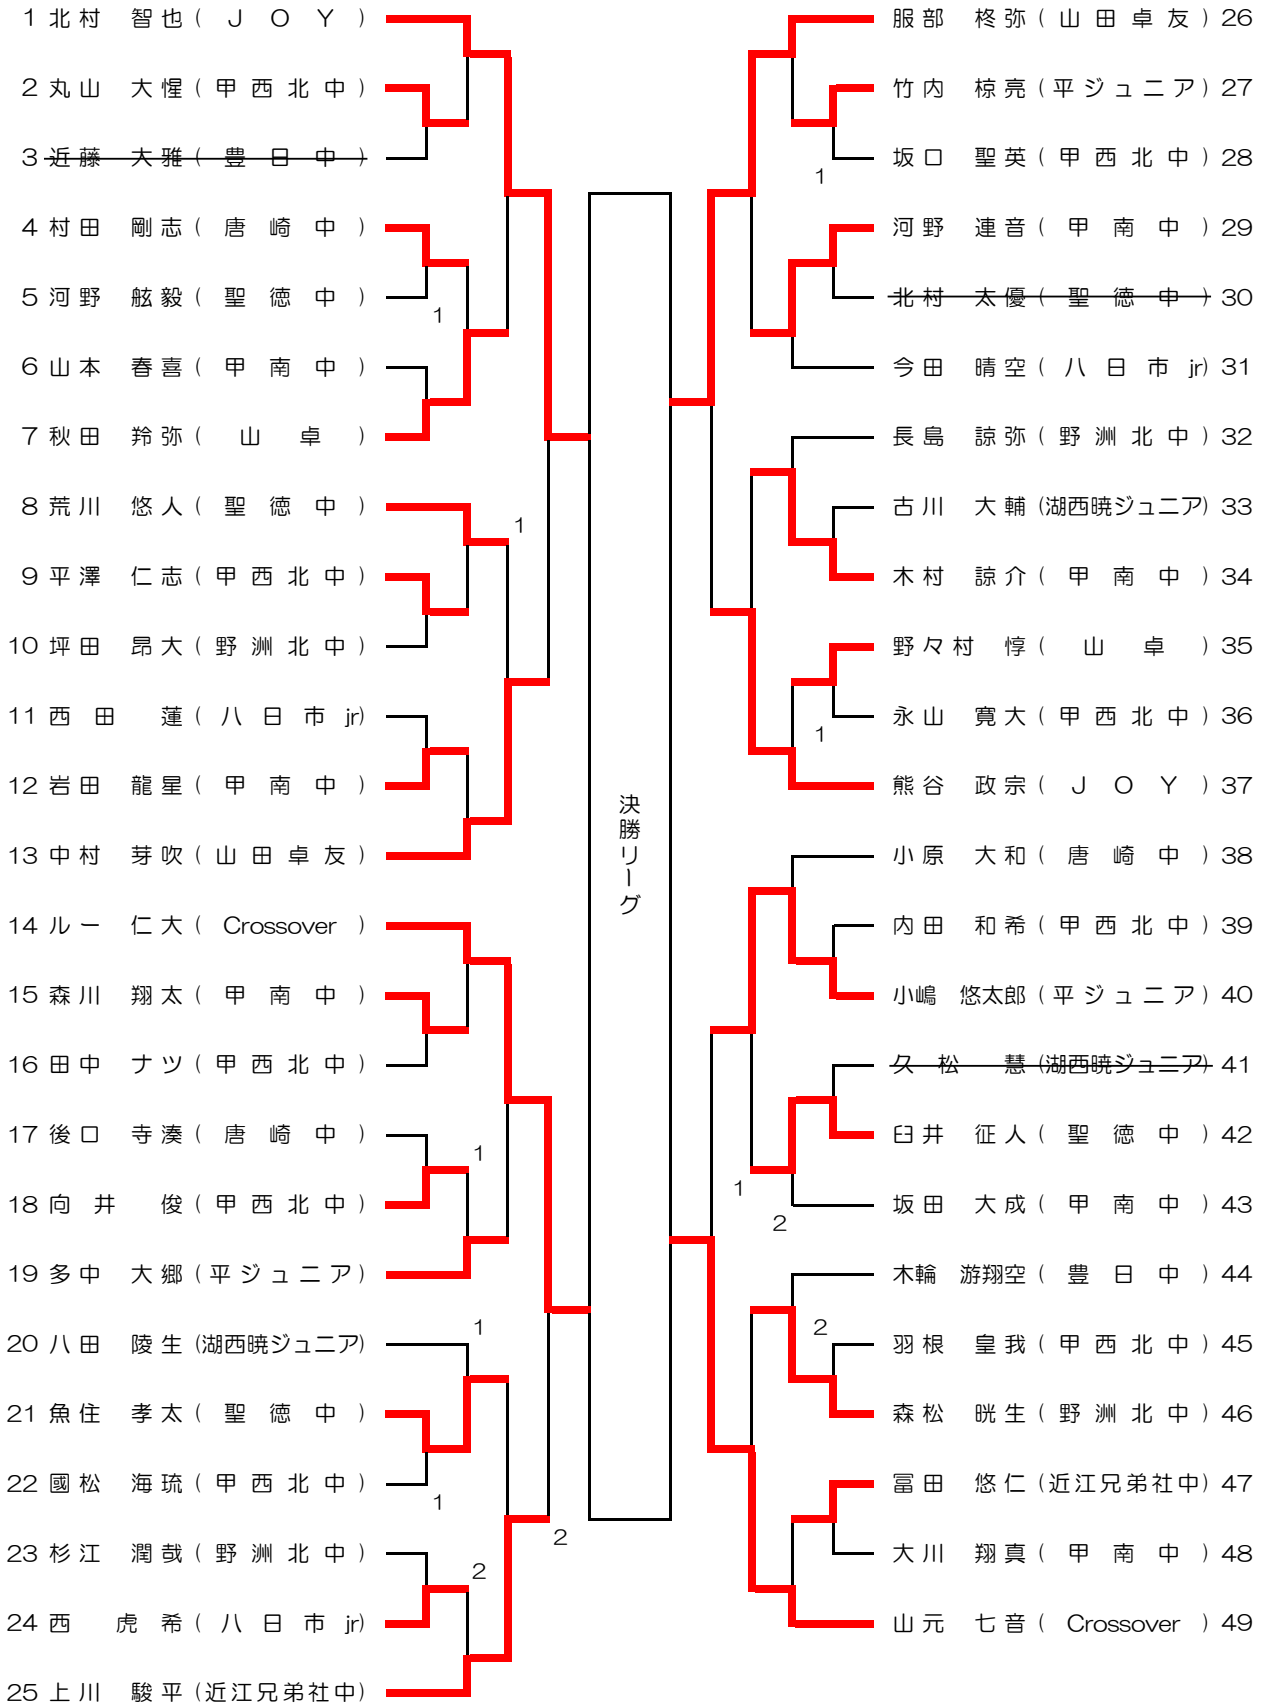 1 北村 智也 ( J O Y )
2 丸山 大惺 ( 甲西北中 )
3 近藤 大雅 ( 豊日中 )
4 村田 剛志 ( 唐崎中 )
5 河野 舷毅 ( 聖徳中 )
1
6 山本 春喜 ( 甲南中 )
7 秋田 羚弥 ( 山卓 )
8 荒川 悠人 ( 聖徳中 )
1
9 平澤 仁志 ( 甲西北中 )
10 坪田 昂大 ( 野洲北中 )
11 西田 蓮 ( 八日市 jr)
12 岩田 龍星 ( 甲南中 )
13 中村 芽吹 ( 山田卓友 )
14 ルー 仁大 ( Crossover )
15 森川 翔太 ( 甲南中 )
16 田中 ナツ ( 甲西北中 )
17 後口 寺湊 ( 唐崎中 )
1
18 向井 俊 ( 甲西北中 )
19 多中 大郷 (平ジュニア)
1
20 八田 陵生 (湖西暁ジュニア)
21 魚住 孝太 ( 聖徳中 )
22 國松 海琉 ( 甲西北中 )
1
23 杉江 潤哉 ( 野洲北中 )
2
2
24 西 虎希 ( 八日市 jr)
25 上川 駿平 (近江兄弟社中)
決勝リーグ
服部 柊弥 ( 山田卓友 ) 26
竹内 椋亮 (平ジュニア) 27
坂口 聖英 ( 甲西北中 ) 28
1
河野 連音 ( 甲南中 ) 29
北村 太優 ( 聖徳中 ) 30
今田 晴空 ( 八日市 jr) 31
長島 諒弥 ( 野洲北中 ) 32
古川 大輔 (湖西暁ジュニア) 33
木村 諒介 ( 甲南中 ) 34
野々村 惇 ( 山卓 ) 35
永山 寛大 ( 甲西北中 ) 36
1
熊谷 政宗 ( J O Y ) 37
小原 大和 ( 唐崎中 ) 38
内田 和希 ( 甲西北中 ) 39
小嶋 悠太郎 (平ジュニア) 40
久松 慧 (湖西暁ジュニア) 41
臼井 征人 ( 聖徳中 ) 42
1
坂田 大成 ( 甲南中 ) 43
2
木輪 游翔空 ( 豊日中 ) 44
2
羽根 皇我 ( 甲西北中 ) 45
森松 晄生 ( 野洲北中 ) 46
冨田 悠仁 (近江兄弟社中) 47
大川 翔真 ( 甲南中 ) 48
山元 七音 ( Crossover ) 49